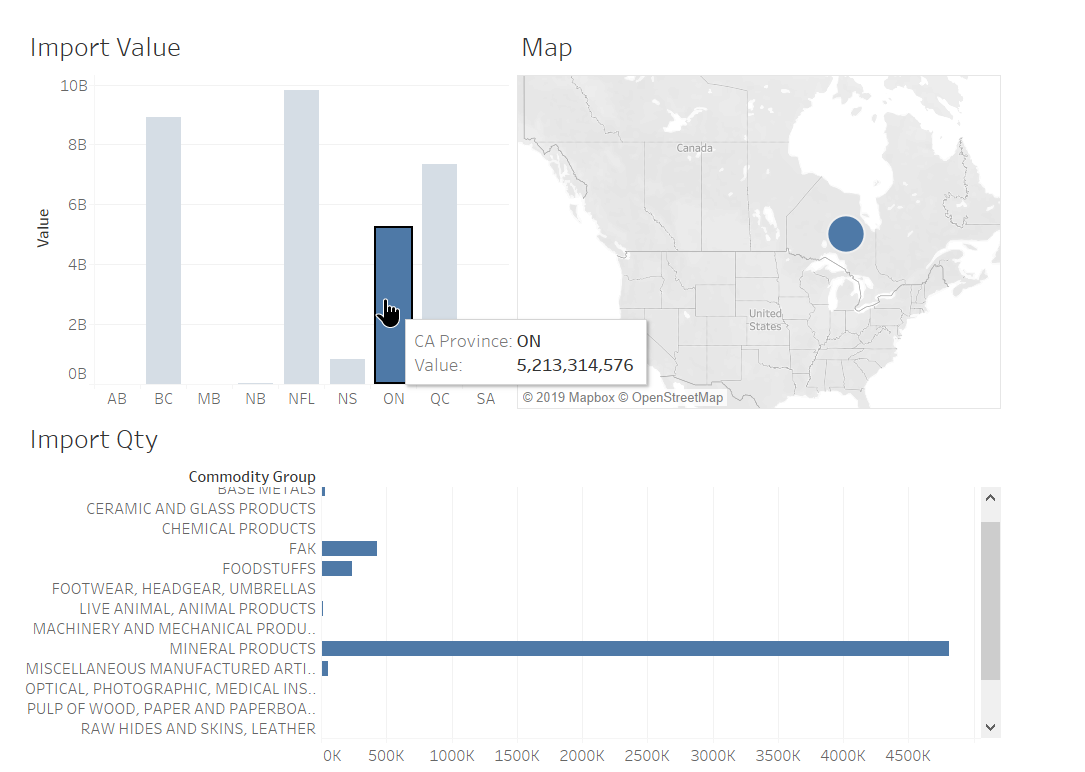 Import Value
Map
10B
8B
6B
4B
2B
0B
Value
AB BC MB NB NFL NS ON QC SA
CA Province: ON
Value: 5,213,314,576
Canada
United
States
© 2019 Mapbox © OpenStreetMap
Import Qty
Commodity Group
BASE METALS
CERAMIC AND GLASS PRODUCTS
CHEMICAL PRODUCTS
FAK
FOODSTUFFS
FOOTWEAR, HEADGEAR, UMBRELLAS
LIVE ANIMAL, ANIMAL PRODUCTS
MACHINERY AND MECHANICAL PRODU..
MINERAL PRODUCTS
MISCELLANEOUS MANUFACTURED ARTI..
OPTICAL, PHOTOGRAPHIC, MEDICAL INS..
PULP OF WOOD, PAPER AND PAPERBOA..
RAW HIDES AND SKINS, LEATHER
0K 500K 1000K 1500K 2000K 2500K 3000K 3500K 4000K 4500K